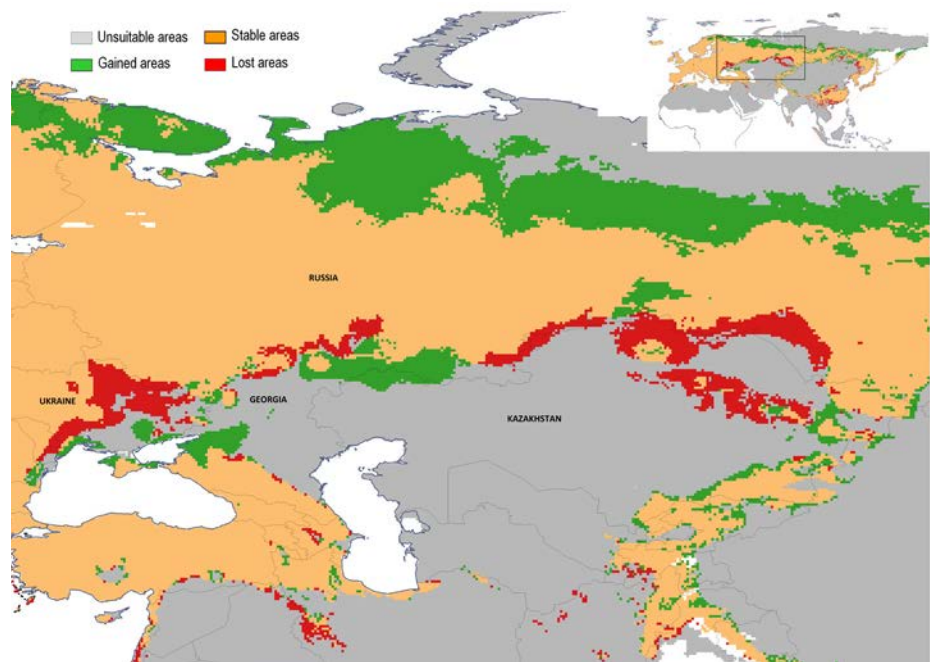 Unsuitable areas
Stable areas
Gained areas
Lost areas
RUSSIA
UKRAINE
GEORGIA
KAZAKHSTAN